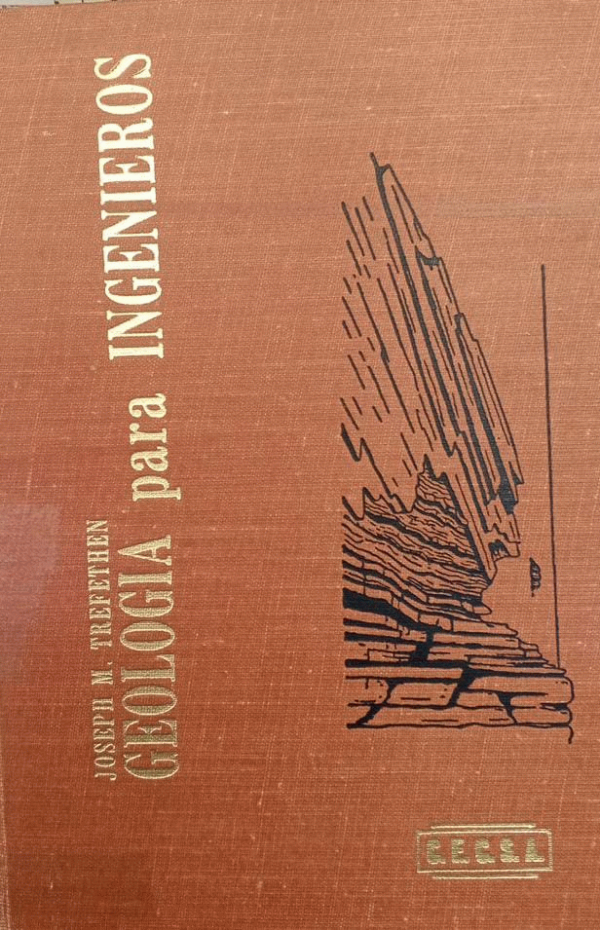 JOSEPH M. TREFETHEN
GEOLOGIA para INGENIEROS
C.E.C.S.A.